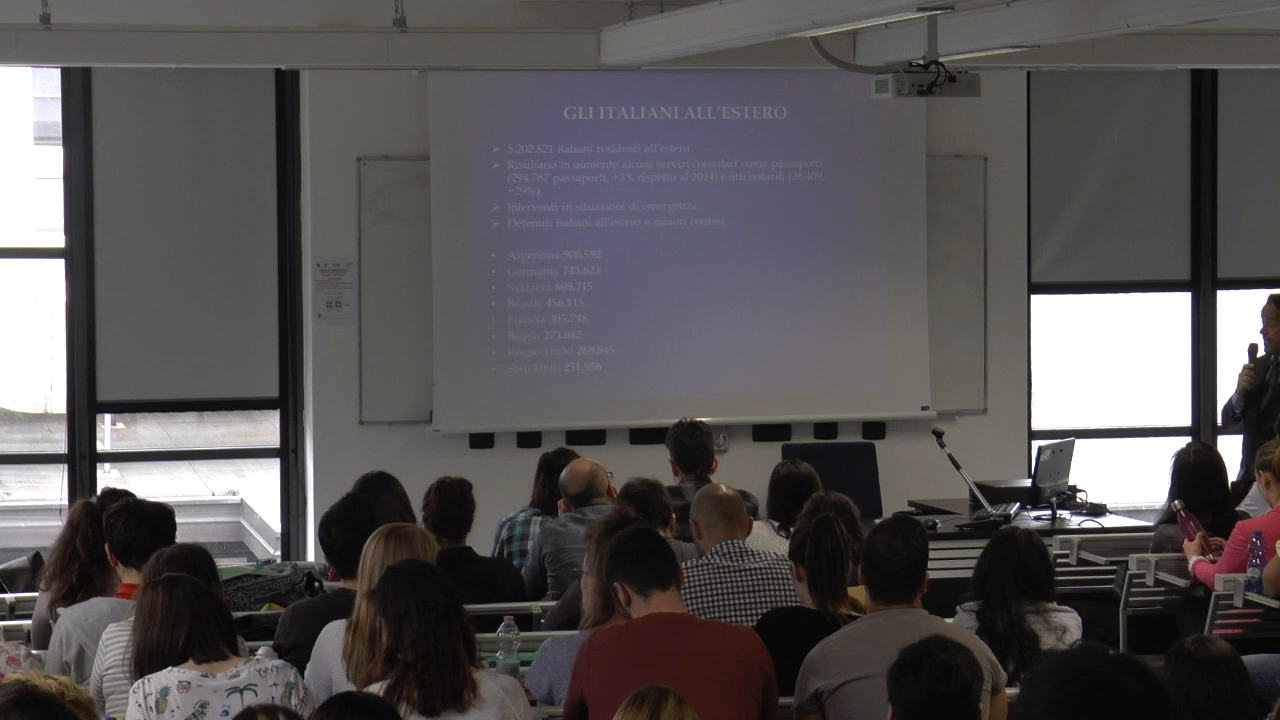 GLI ITALIANI ALL'ESTERO
5.202.821 italiani residenti all'estero
Risultano in aumento alcuni servizi consolari come passaporti
(294.767 passaporti, +3% rispetto al 2014) e atti notarili (26.409,
+29%).
Interventi in situazioni di emergenza
Detenuti italiani all'estero e minori contesi
Argentina 900.592
Germania 743.623
Svizzera 609.715
Brasile 456.115
Francia 395.748
Belgio 273.042
Regno Unito 269.845
Stati Uniti 251.956